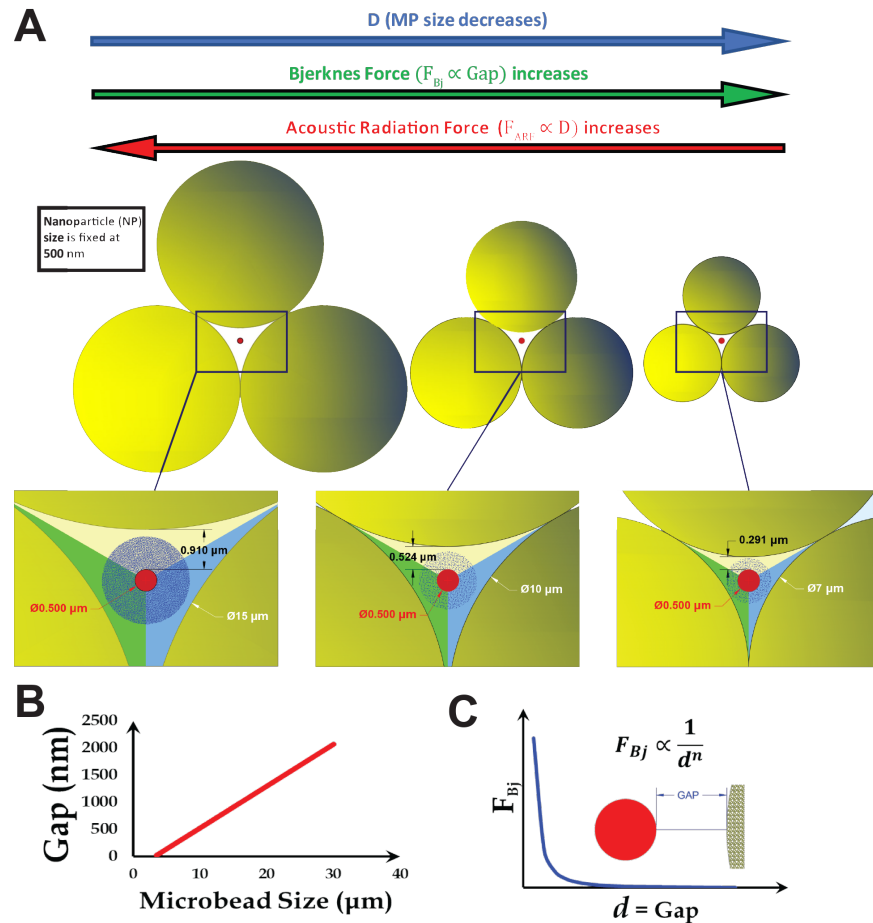 A
D (MP size decreases)
Bjerknes Force (F_Bj ∝ Gap) increases
Acoustic Radiation Force (F_ARF ∝ D) increases
Nanoparticle (NP)
size is fixed at
500 nm
0.910 µm
Ø0.500 µm
Ø15 µm
0.524 µm
Ø0.500 µm
Ø10 µm
0.291 µm
Ø0.500 µm
Ø7 µm
B
Gap (nm)
2500
2000
1500
1000
500
0
0 10 20 30 40
Microbead Size (µm)
C
F_Bj
F_Bj ∝ 1/d^n
GAP
d = Gap